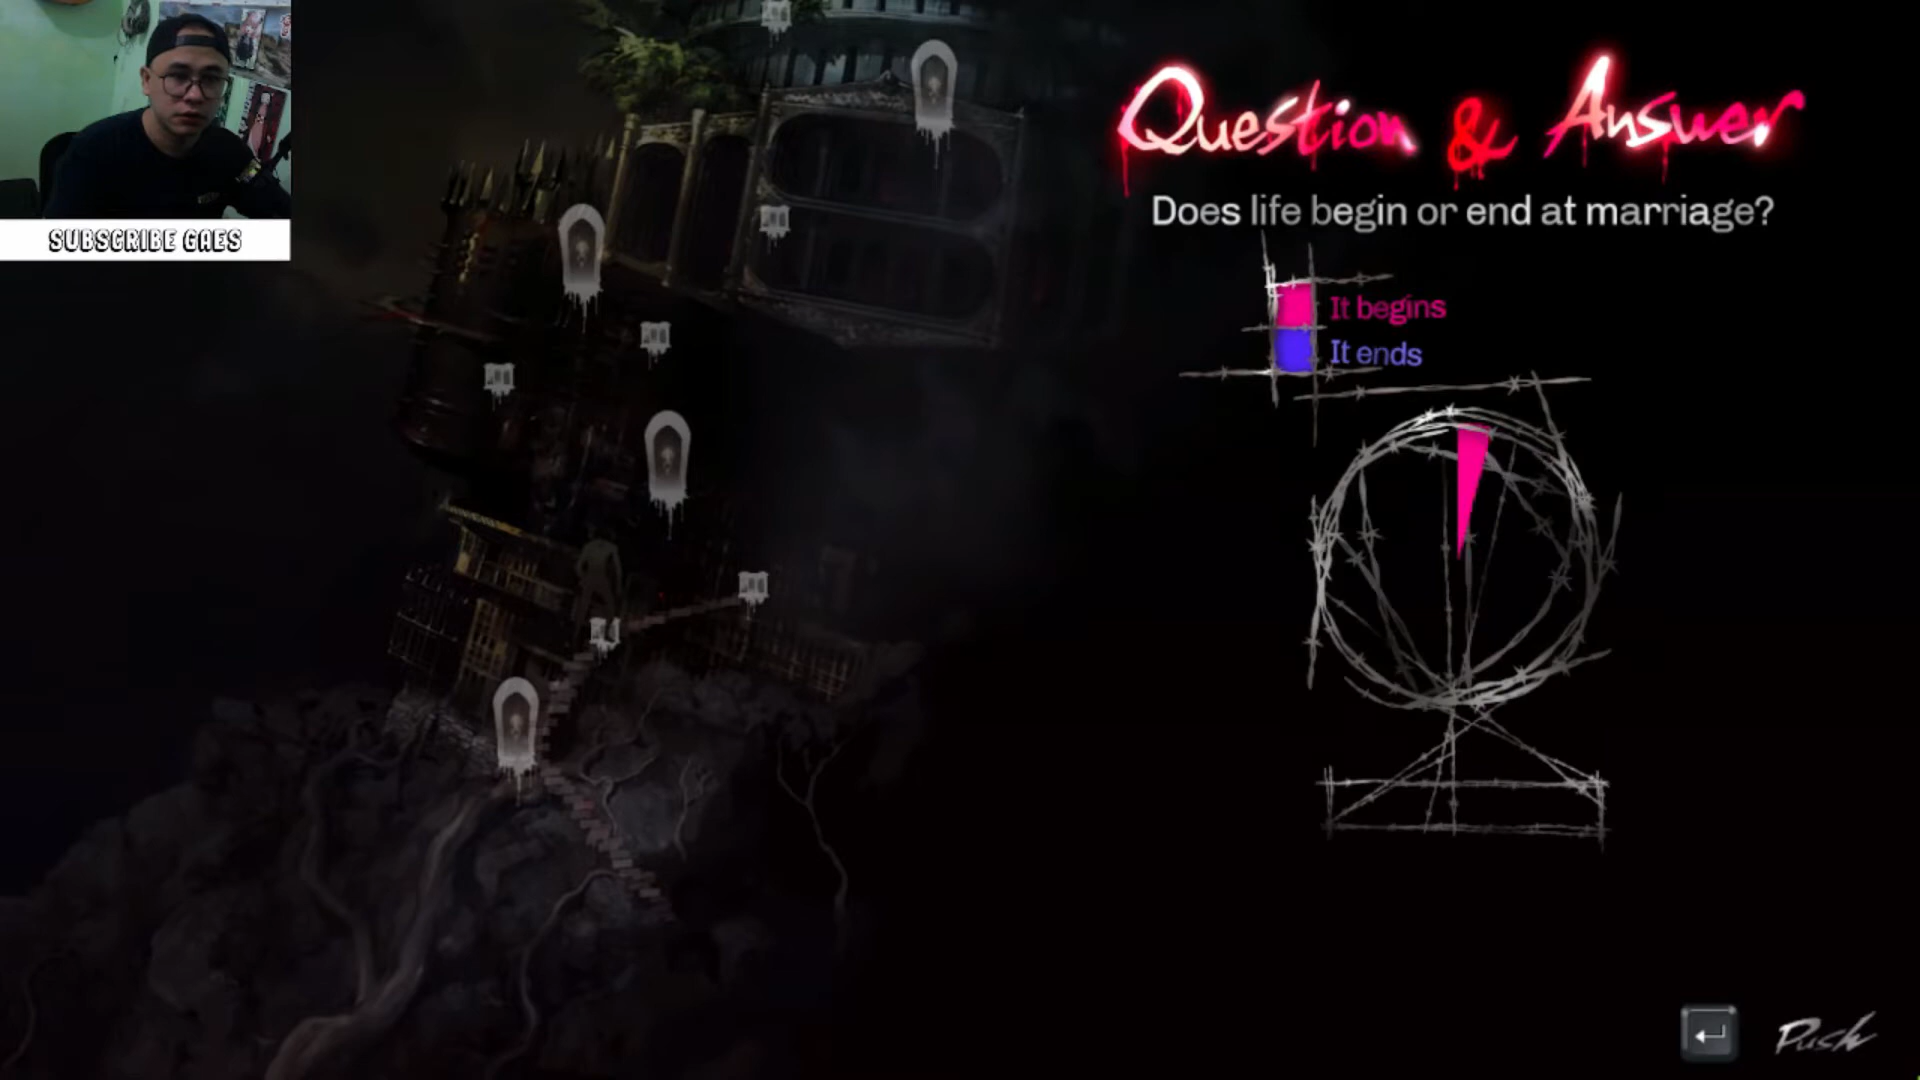 SUBSCRIBE GAES
Question & Answer
Does life begin or end at marriage?
It begins
It ends
Push